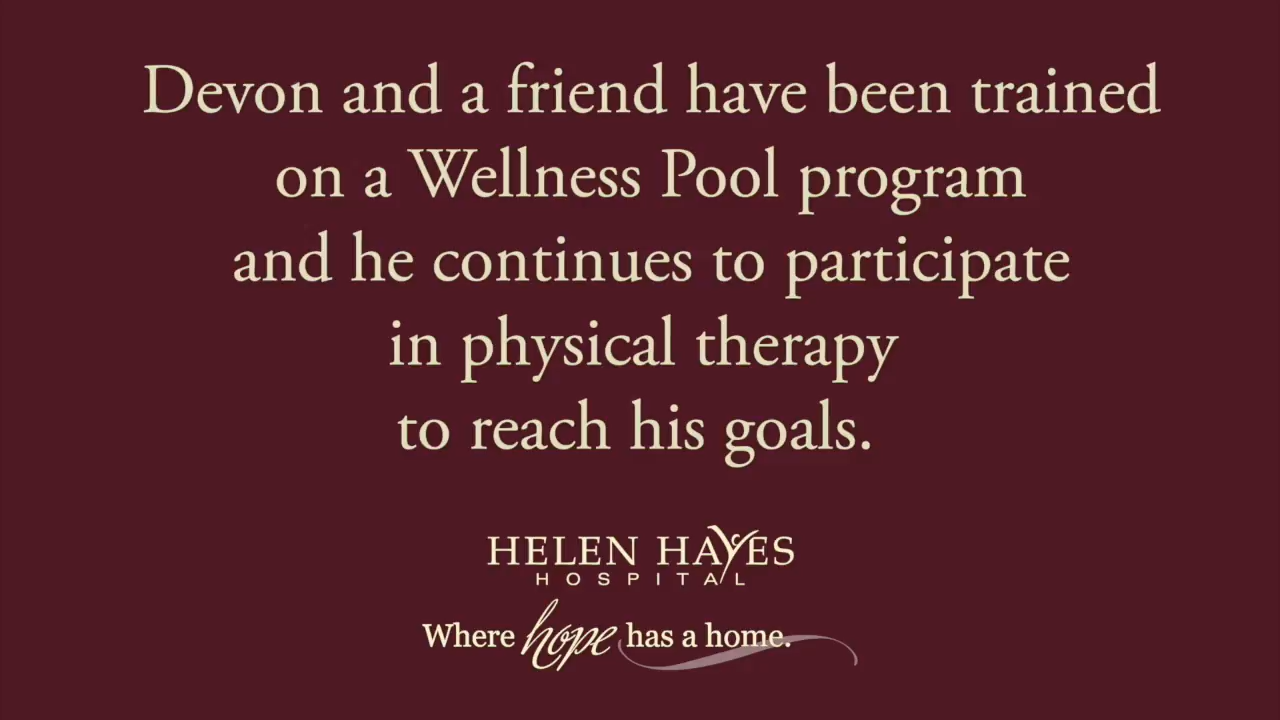 Devon and a friend have been trained
on a Wellness Pool program
and he continues to participate
in physical therapy
to reach his goals.
HELEN HAYES
HOSPITAL
Where hope has a home.